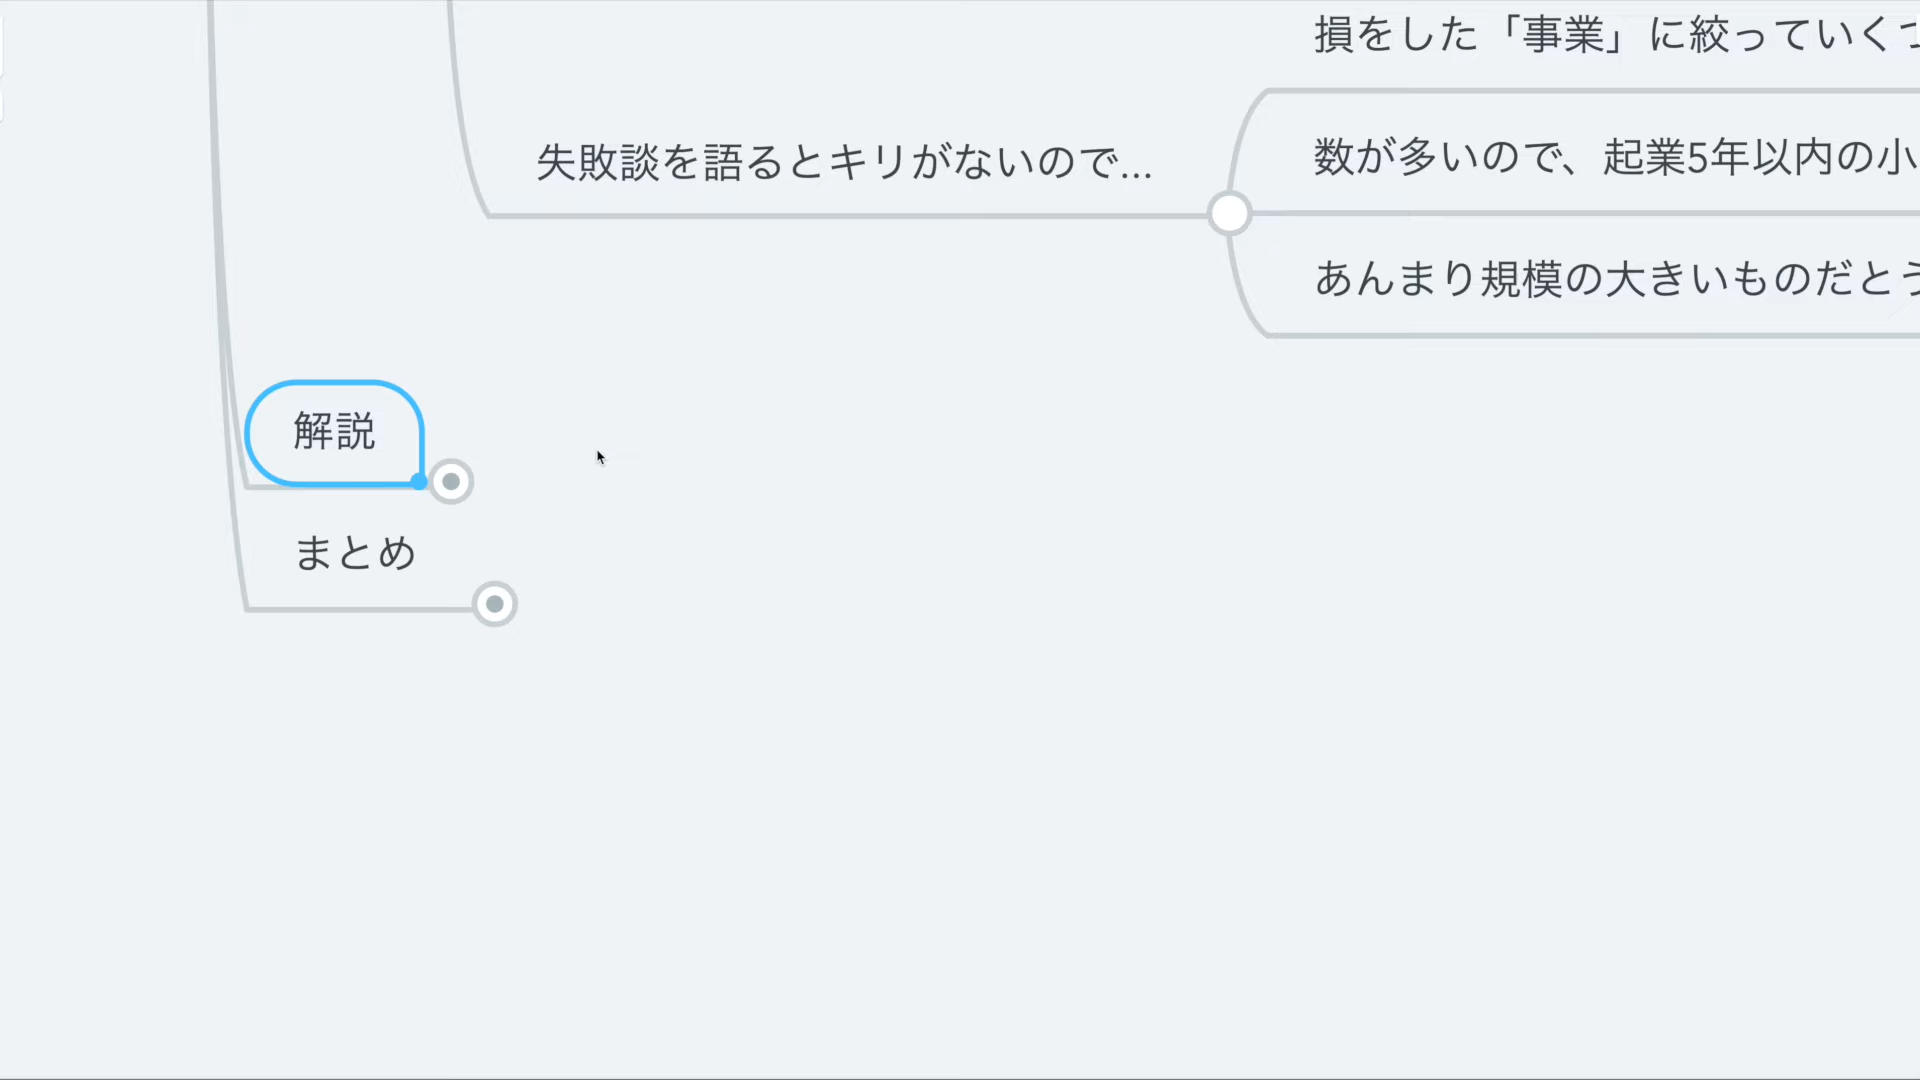 損をした「事業」に絞っていくつ
失敗談を語るとキリがないので...
数が多いので、起業5年以内の小
あんまり規模の大きいものだとう
解説
まとめ